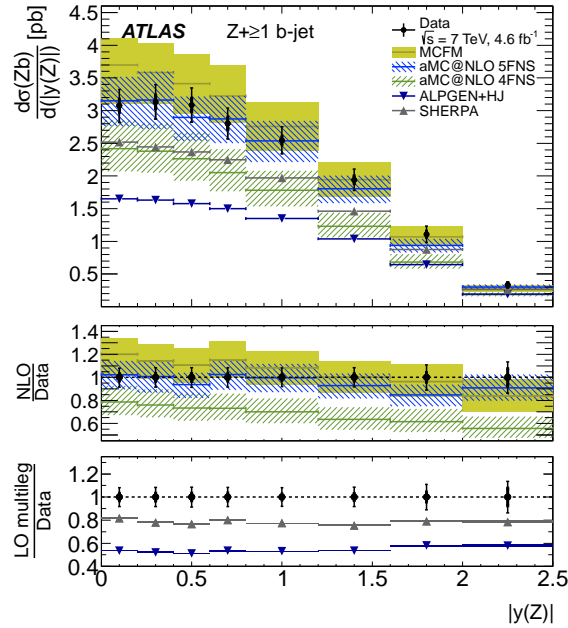 dσ(Zb)
d(|y(Z)|) [pb]
ATLAS Z+≥1 b-jet
Data
√s = 7 TeV, 4.6 fb⁻¹
MCFM
aMC@NLO 5FNS
aMC@NLO 4FNS
ALPGEN+HJ
SHERPA
4.5
4
3.5
3
2.5
2
1.5
1
0.5
NLO
Data
1.4
1.2
1
0.8
0.6
LO multileg
Data
1.2
1
0.8
0.6
0.4
0 0.5 1 1.5 2 2.5
|y(Z)|